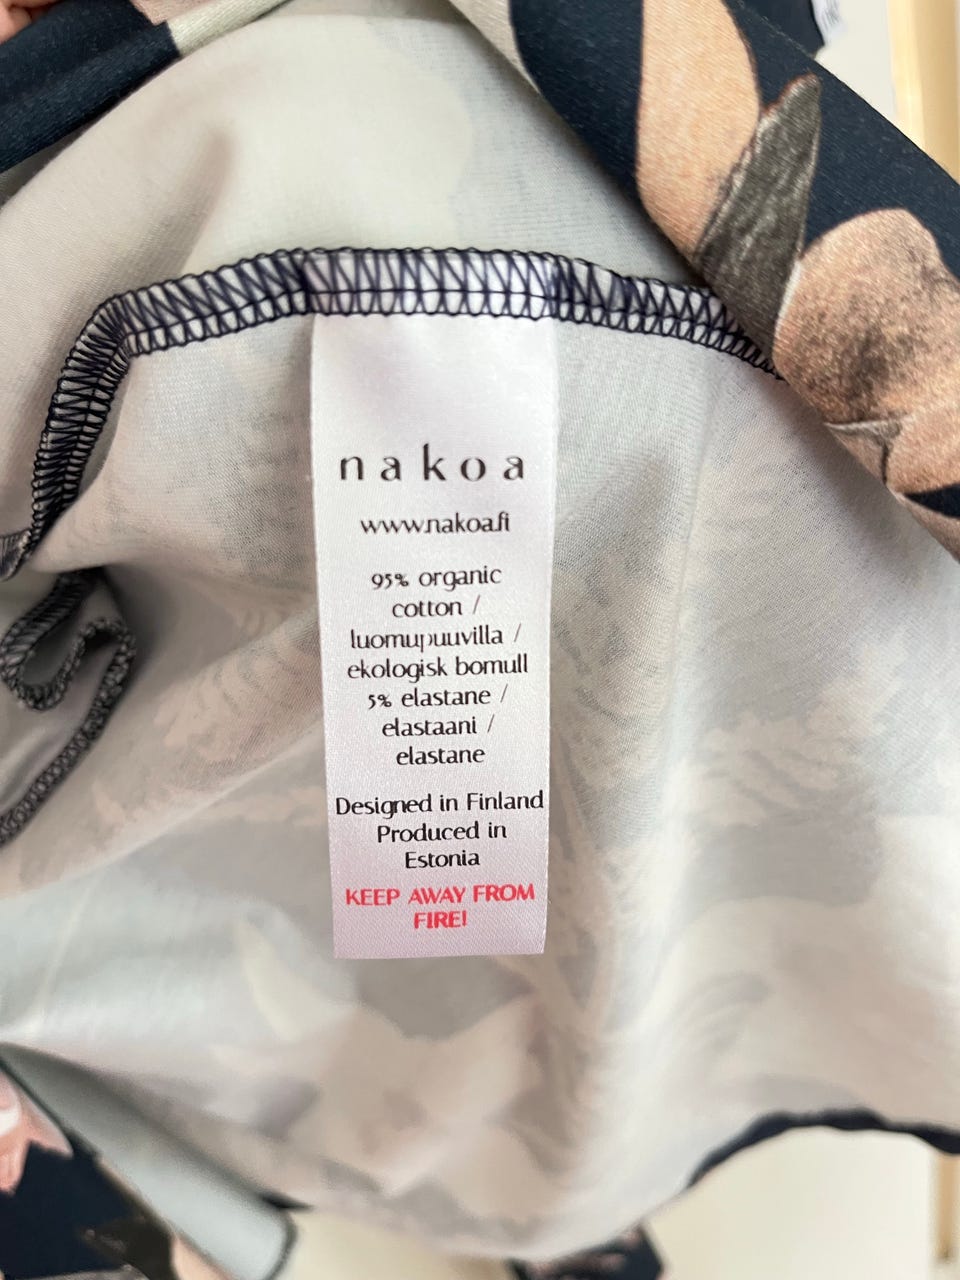 nakoa
www.nakoa.fi
95% organic
cotton /
luomupuuvilla /
ekologisk bomull
5% elastane /
elastaani /
elastane
Designed in Finland
Produced in
Estonia
KEEP AWAY FROM
FIRE!